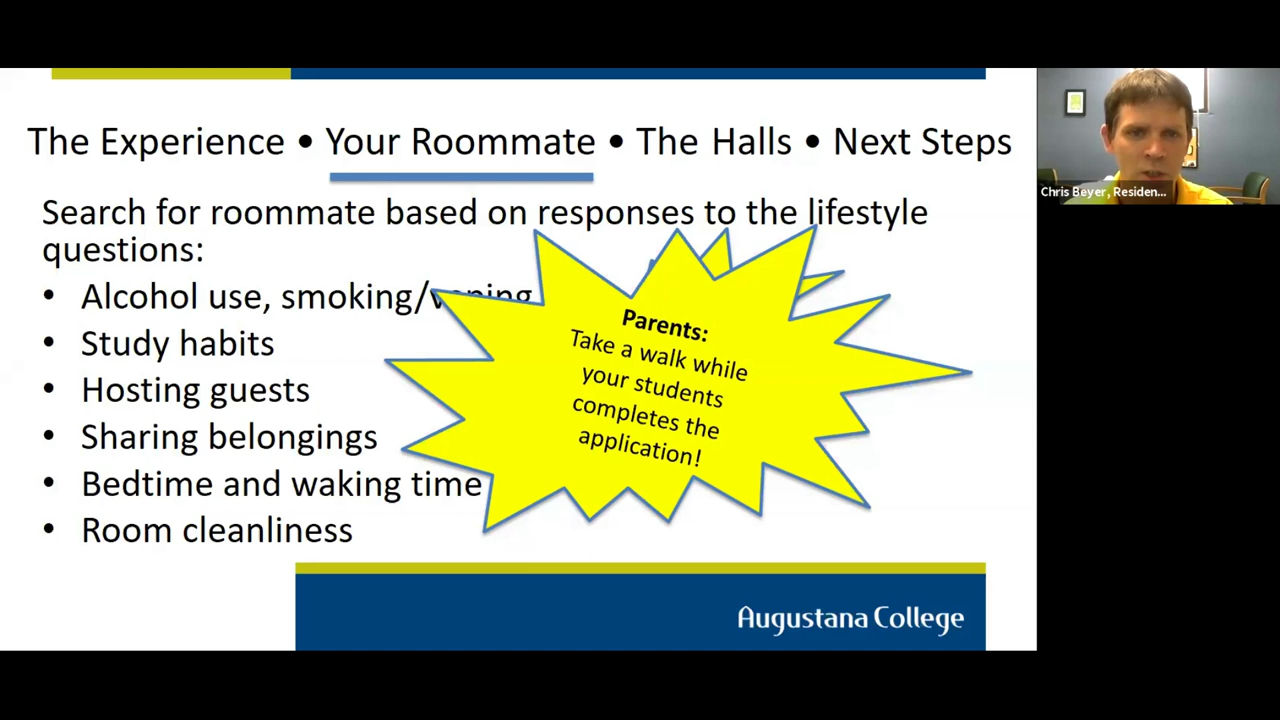 The Experience • Your Roommate • The Halls • Next Steps
Search for roommate based on responses to the lifestyle
questions:
• Alcohol use, smoking/vaping
• Study habits
• Hosting guests
• Sharing belongings
• Bedtime and waking time
• Room cleanliness
Parents:
Take a walk while
your students
completes the
application!
Augustana College
Chris Beyer, Residen...